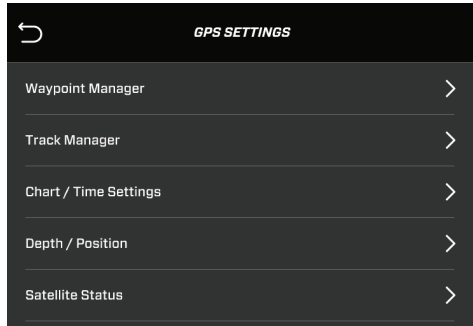 GPS SETTINGS
Waypoint Manager
Track Manager
Chart / Time Settings
Depth / Position
Satellite Status